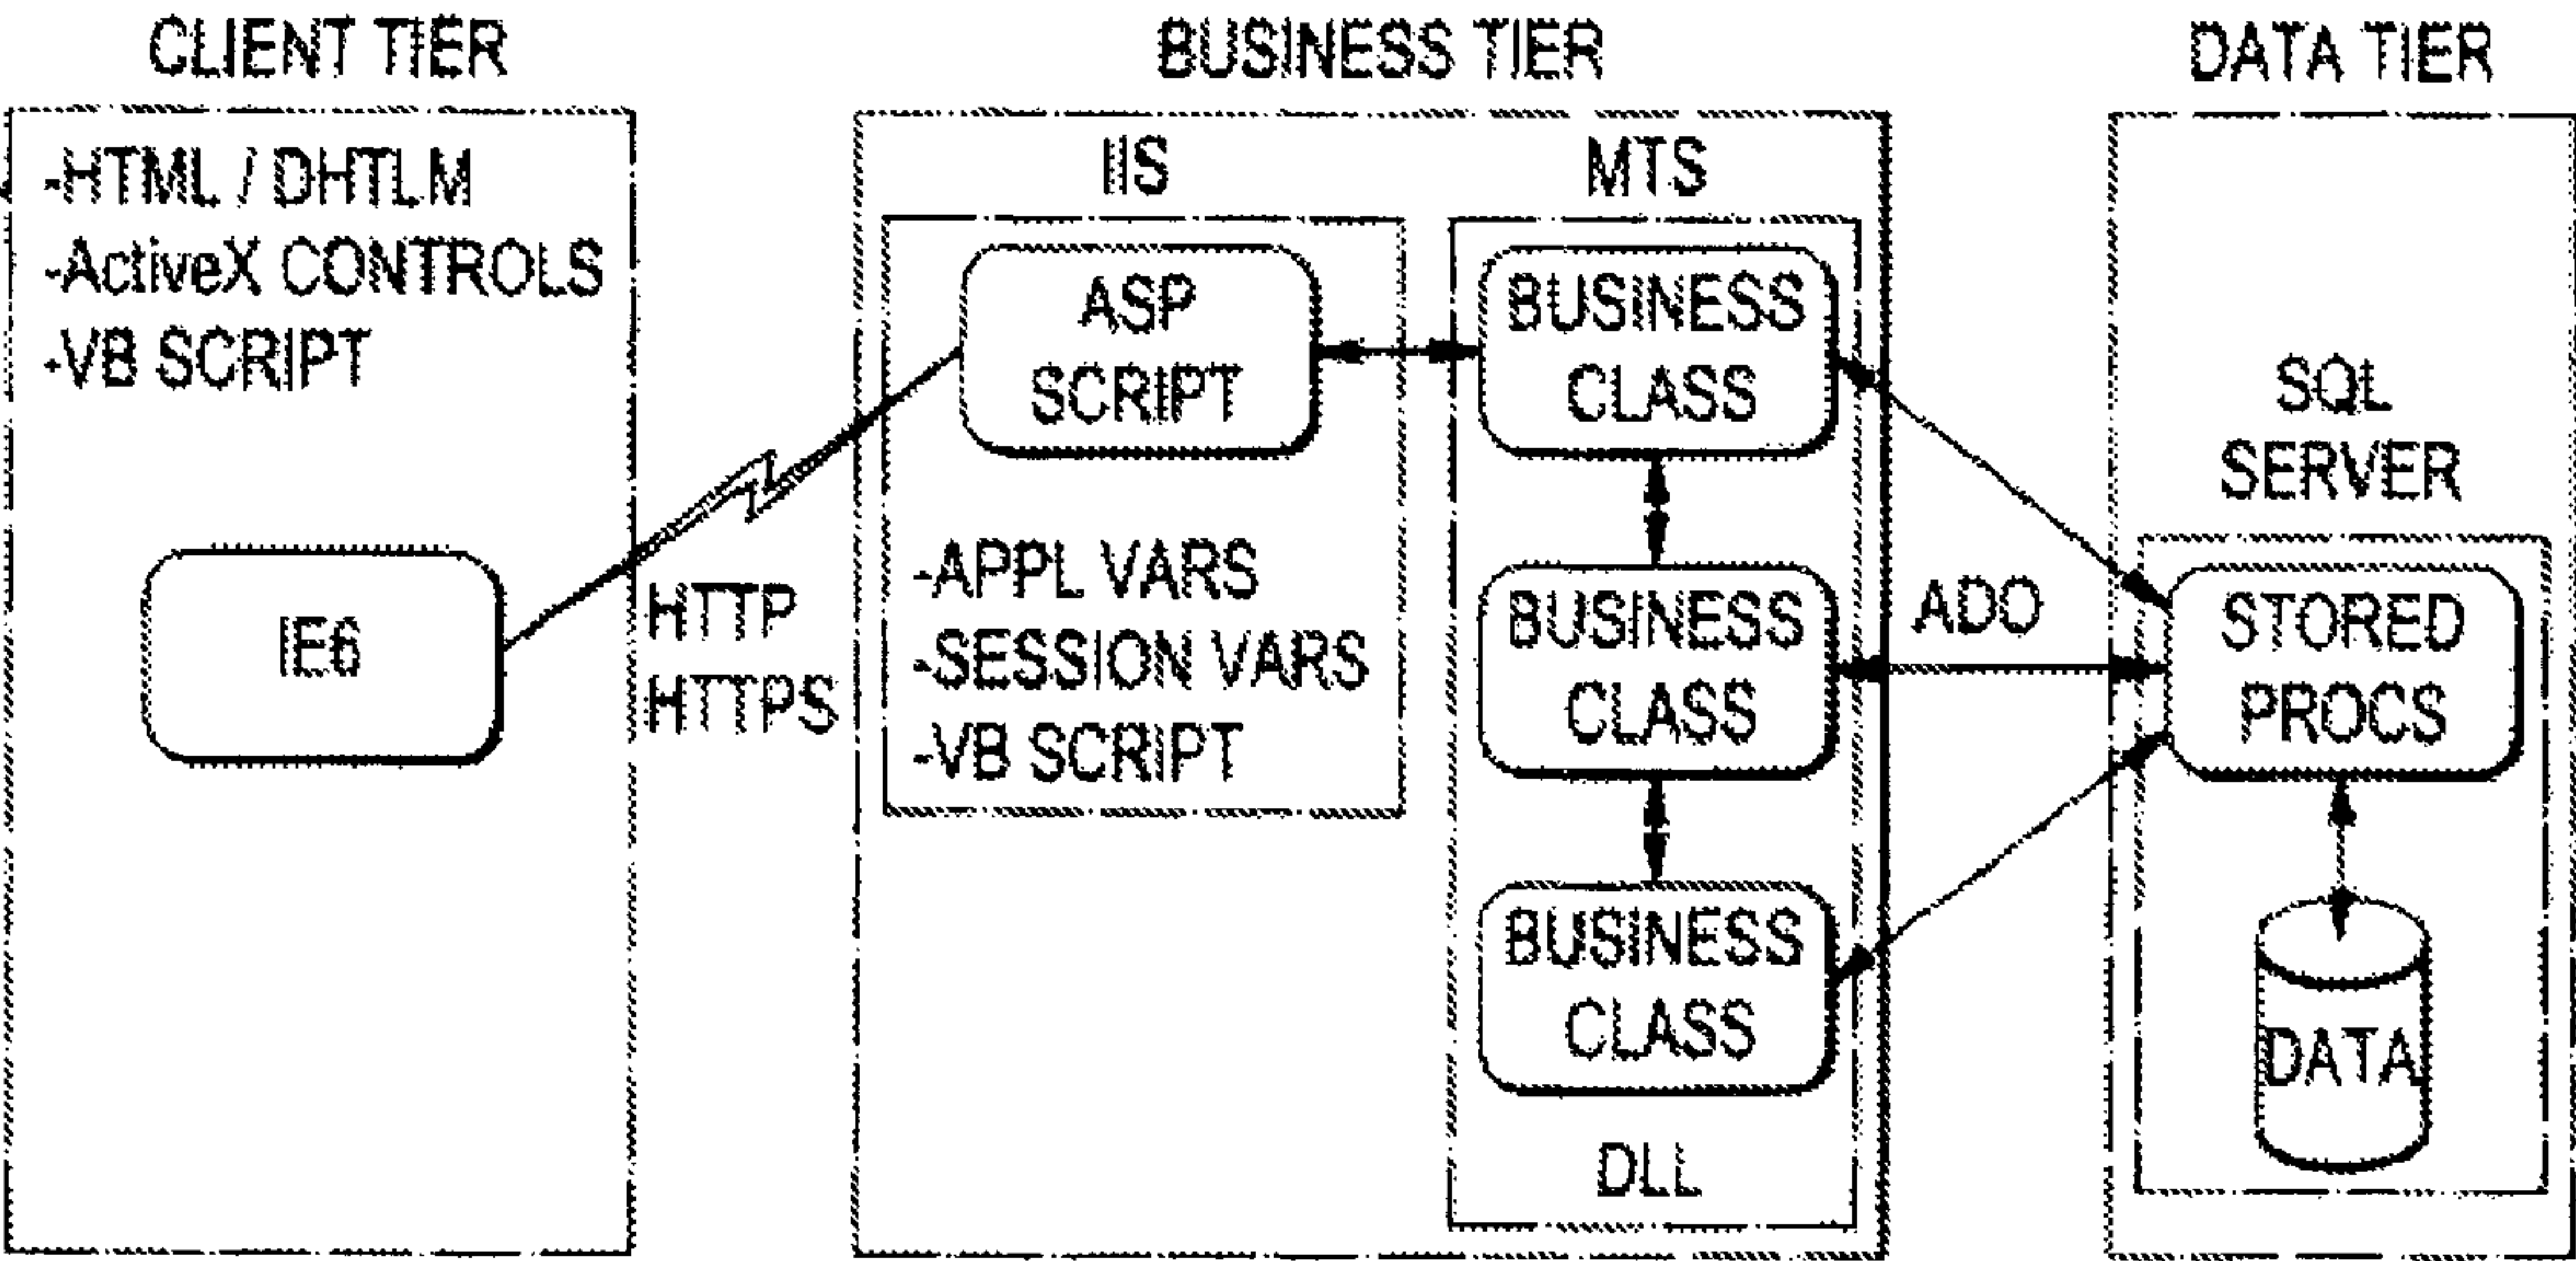 CLIENT TIER
-HTML / DHTLM
-ActiveX CONTROLS
-VB SCRIPT
IE6
HTTP
HTTPS
BUSINESS TIER
IIS
ASP
SCRIPT
-APPL VARS
-SESSION VARS
-VB SCRIPT
MTS
BUSINESS
CLASS
BUSINESS
CLASS
BUSINESS
CLASS
DLL
ADO
DATA TIER
SQL
SERVER
STORED
PROCS
DATA